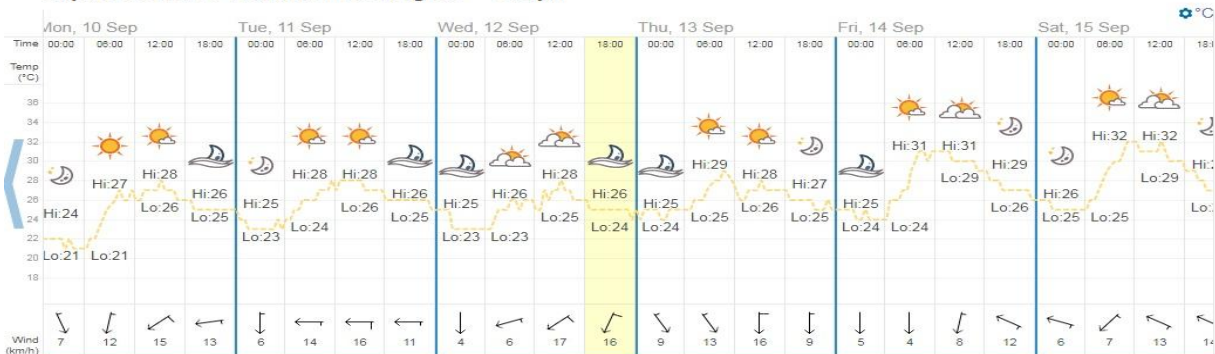 °C
Mon, 10 Sep Tue, 11 Sep Wed, 12 Sep Thu, 13 Sep Fri, 14 Sep Sat, 15 Sep
Time 00:00 06:00 12:00 18:00 00:00 06:00 12:00 18:00 00:00 06:00 12:00 18:00 00:00 06:00 12:00 18:00 00:00 06:00 12:00 18:00 00:00 06:00 12:00
Temp
(°C)
36
34
32 Hi:32 Hi:32
30 Hi:28 Hi:28 Hi:31 Hi:31
28 Hi:27 Hi:28 Hi:28 Hi:29 Hi:28 Hi:27 Hi:29 Lo:29 Lo:29
26 Hi:24 Lo:26 Hi:26 Hi:25 Lo:26 Hi:26 Hi:25 Hi:26 Hi:26 Hi:25 Lo:26 Hi:25 Lo:26 Hi:26
24 Lo:25 Lo:24 Lo:25 Lo:25 Lo:24 Lo:24 Lo:25 Lo:25 Lo:24 Lo:24 Lo:25 Lo:25
22 Lo:23 Lo:23 Lo:23
20 Lo:21 Lo:21
18
Wind 7 12 15 13 6 14 16 11 4 6 17 16 9 13 16 9 5 4 8 12 6 7 13
(km/h)